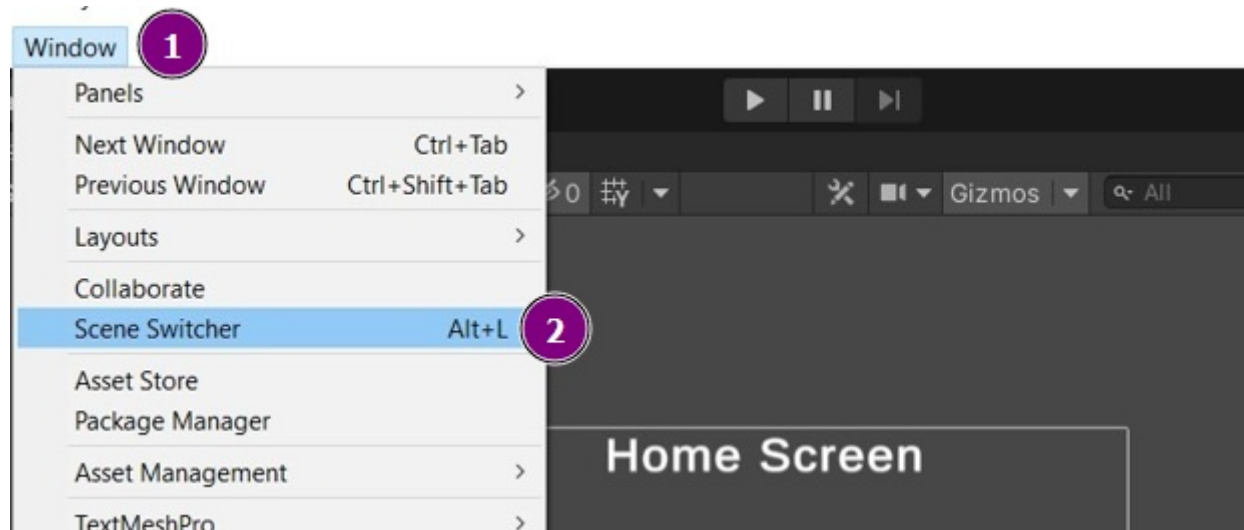 Window 1
Panels >
Next Window Ctrl+Tab
Previous Window Ctrl+Shift+Tab
0
Gizmos
All
Layouts >
Collaborate
Scene Switcher Alt+L 2
Asset Store
Package Manager
Home Screen
Asset Management >
TextMeshPro >